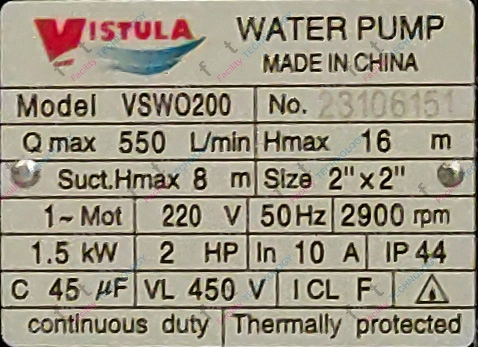 VISTULA WATER PUMP
MADE IN CHINA
Model VSWO200 No. 23106151
Q max 550 L/min Hmax 16 m
Suct.Hmax 8 m Size 2"x2"
1~Mot 220 V 50Hz 2900 rpm
1.5 kW 2 HP In 10 A IP 44
C 45 µF VL 450 V I CL F
continuous duty Thermally protected